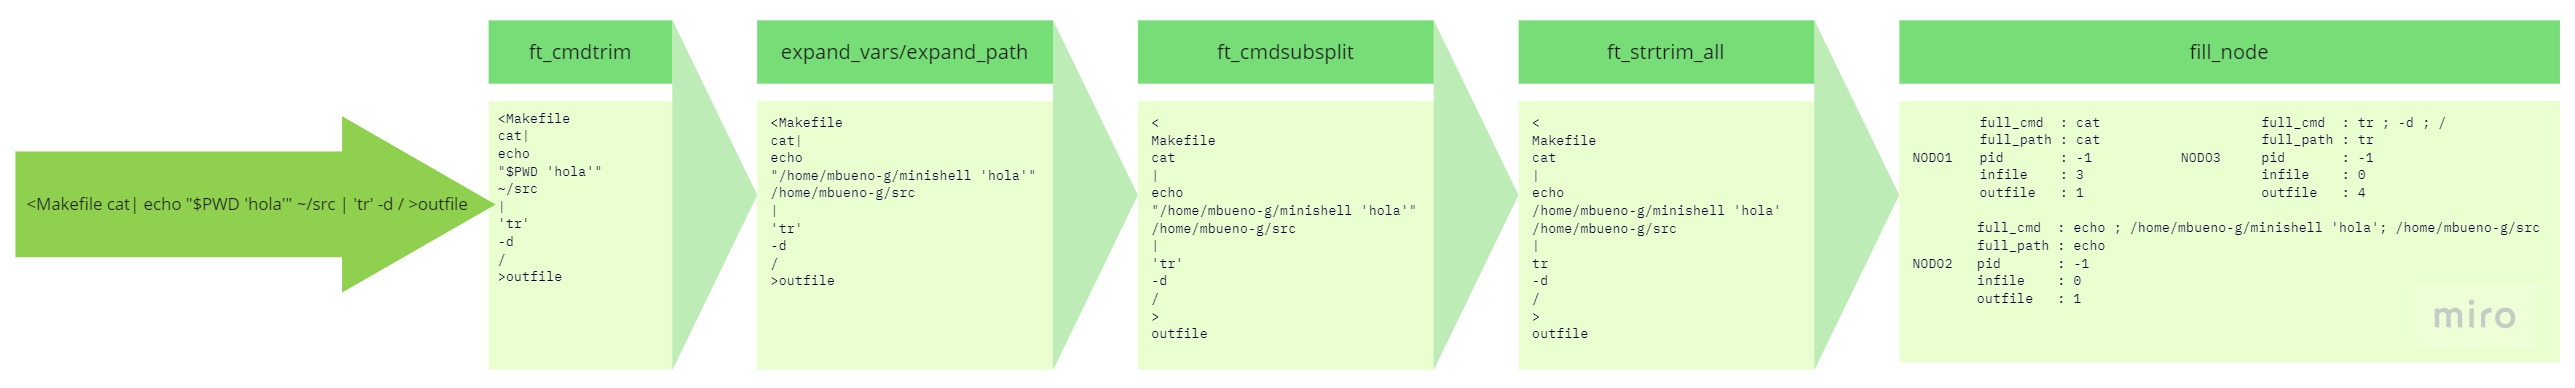 <Makefile cat| echo "$PWD 'hola'" ~/src | 'tr' -d / >outfile
ft_cmdtrim
<Makefile
cat|
echo
"$PWD 'hola'"
~/src
|
'tr'
-d
/
>outfile
expand_vars/expand_path
<Makefile
cat|
echo
"/home/mbueno-g/minishell 'hola'"
/home/mbueno-g/src
|
'tr'
-d
/
>outfile
ft_cmdsubsplit
<
Makefile
cat
|
echo
"/home/mbueno-g/minishell 'hola'"
/home/mbueno-g/src
|
'tr'
-d
/
>
outfile
ft_strtrim_all
<
Makefile
cat
|
echo
/home/mbueno-g/minishell 'hola'
/home/mbueno-g/src
|
tr
-d
/
>
outfile
fill_node
NODO1
full_cmd : cat
full_path : cat
pid : -1
infile : 3
outfile : 1
NODO3
full_cmd : tr ; -d ; /
full_path : tr
pid : -1
infile : 0
outfile : 4
NODO2
full_cmd : echo ; /home/mbueno-g/minishell 'hola'; /home/mbueno-g/src
full_path : echo
pid : -1
infile : 0
outfile : 1
miro